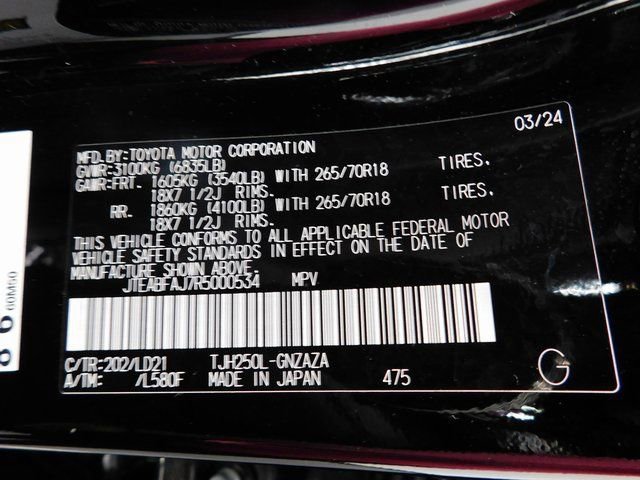 03/24
MFD.BY:TOYOTA MOTOR CORPORATION
GVWR:3100KG (6835LB)
GAWR:FRT. 1605KG (3540LB) WITH 265/70R18 TIRES.
18X7 1/2J RIMS.
RR. 1860KG (4100LB) WITH 265/70R18 TIRES.
18X7 1/2J RIMS.
THIS VEHICLE CONFORMS TO ALL APPLICABLE FEDERAL MOTOR
VEHICLE SAFETY STANDARDS IN EFFECT ON THE DATE OF
MANUFACTURE SHOWN ABOVE.
JTEABFAJ7R5000534 MPV
C/TR:202/LD21 TJH250L-GNZAZA
A/TM: /L580F MADE IN JAPAN 475
G
60M50